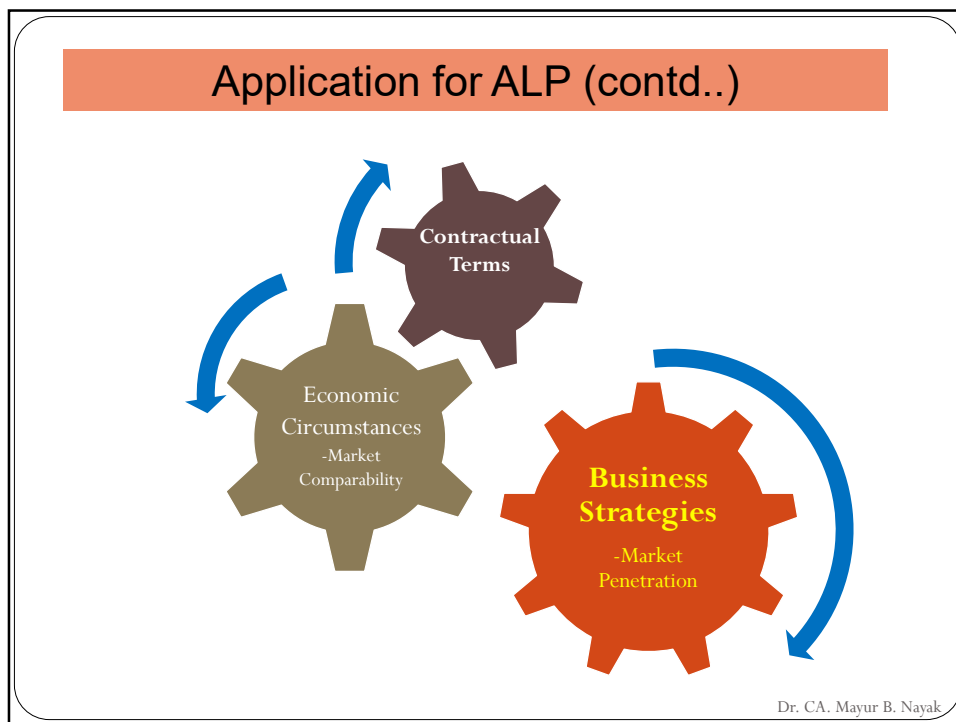 Application for ALP (contd..)
Contractual
Terms
Economic
Circumstances
-Market
Comparability
Business
Strategies
-Market
Penetration
Dr. CA. Mayur B. Nayak